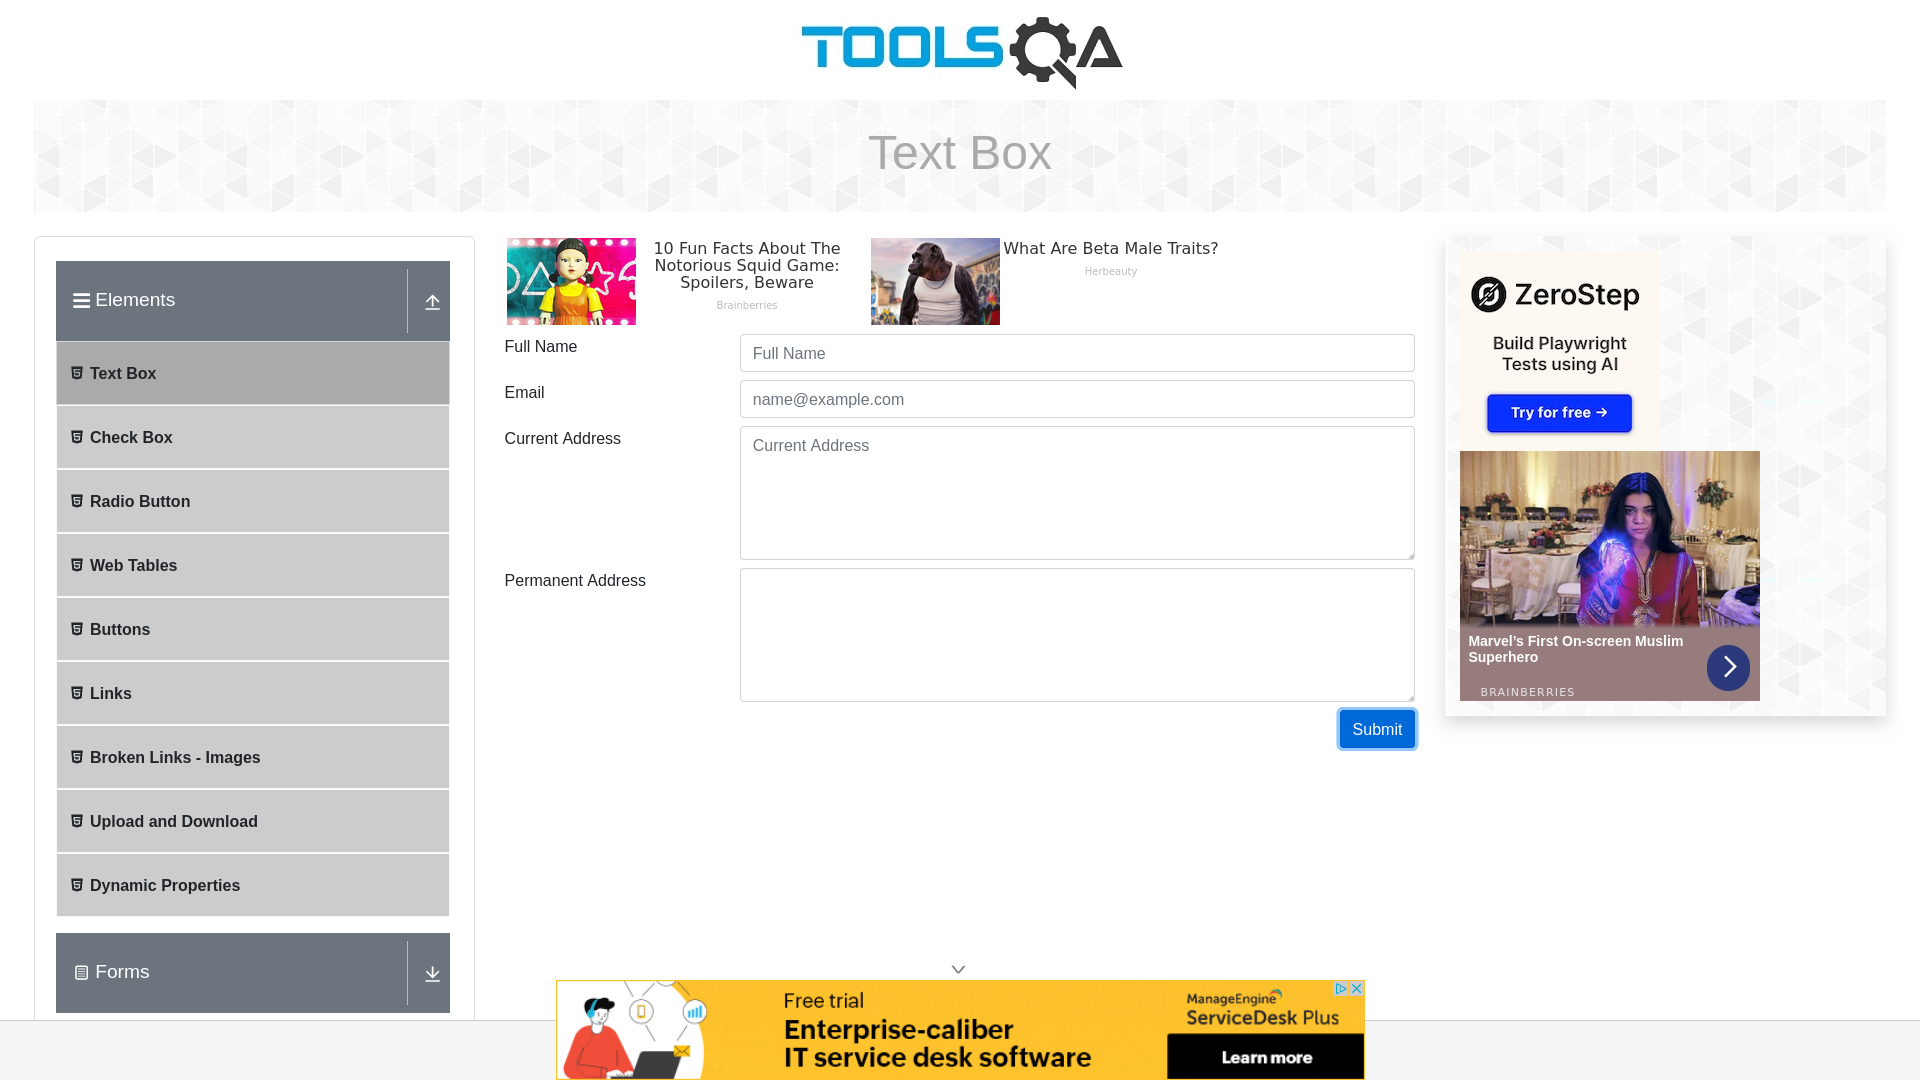 TOOLSQA
Text Box
Elements
Text Box
Check Box
Radio Button
Web Tables
Buttons
Links
Broken Links - Images
Upload and Download
Dynamic Properties
Forms
10 Fun Facts About The
Notorious Squid Game:
Spoilers, Beware
Brainberries
What Are Beta Male Traits?
Herbeauty
Full Name
Full Name
Email
name@example.com
Current Address
Current Address
Permanent Address
Submit
ZeroStep
Build Playwright
Tests using AI
Try for free →
Marvel’s First On-screen Muslim
Superhero
BRAINBERRIES
Free trial
Enterprise-caliber
IT service desk software
ManageEngine
ServiceDesk Plus
Learn more